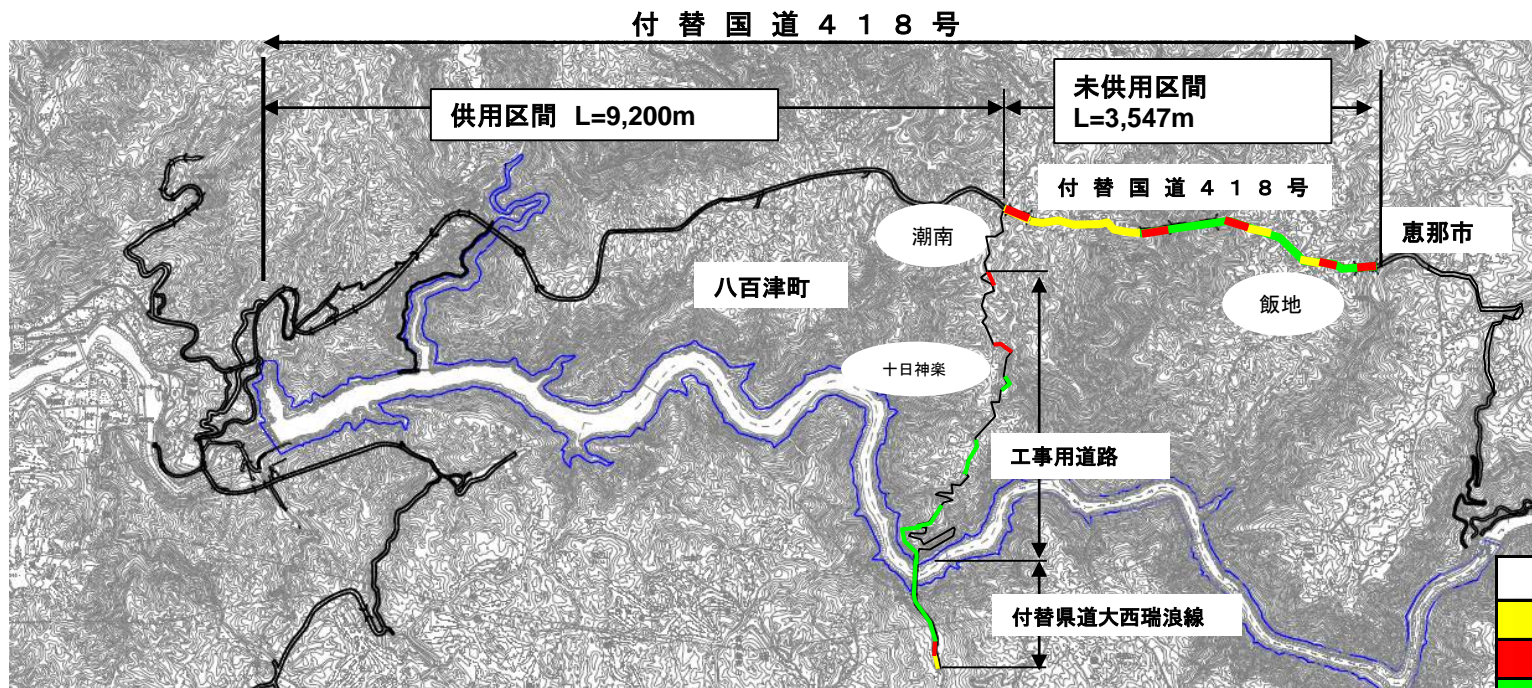 付替国道418号
供用区間 L=9,200m
未供用区間
L=3,547m
付替国道418号
潮南
恵那市
八百津町
飯地
十日神楽
工事用道路
付替県道大西瑞浪線